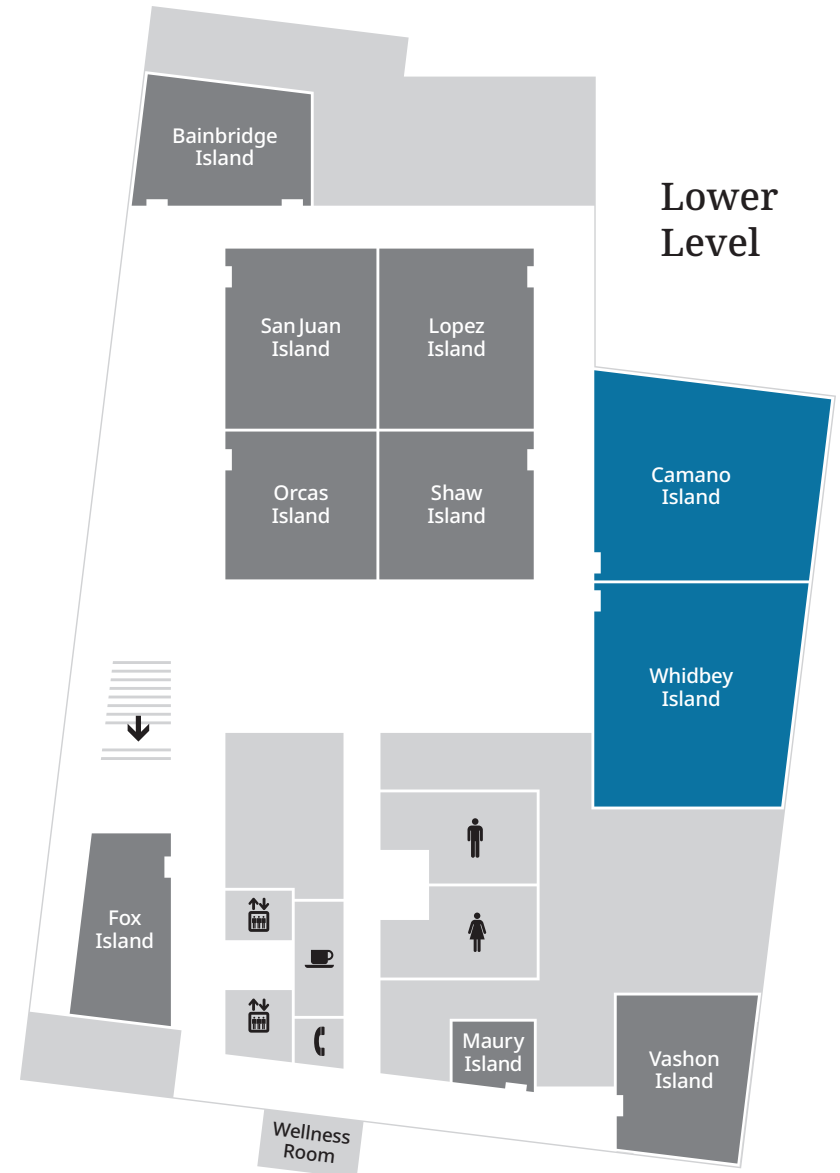 Lower
Level
Bainbridge
Island
San Juan
Island
Lopez
Island
Orcas
Island
Shaw
Island
Camano
Island
Whidbey
Island
Fox
Island
Maury
Island
Vashon
Island
Wellness
Room